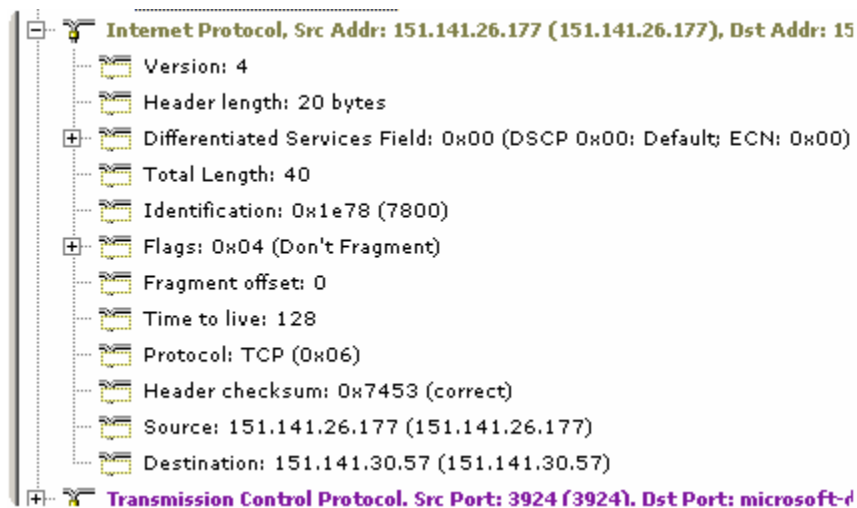 Internet Protocol, Src Addr: 151.141.26.177 (151.141.26.177), Dst Addr: 15
Version: 4
Header length: 20 bytes
Differentiated Services Field: 0x00 (DSCP 0x00: Default; ECN: 0x00)
Total Length: 40
Identification: 0x1e78 (7800)
Flags: 0x04 (Don't Fragment)
Fragment offset: 0
Time to live: 128
Protocol: TCP (0x06)
Header checksum: 0x7453 (correct)
Source: 151.141.26.177 (151.141.26.177)
Destination: 151.141.30.57 (151.141.30.57)
Transmission Control Protocol, Src Port: 3924 (3924), Dst Port: microsoft-d